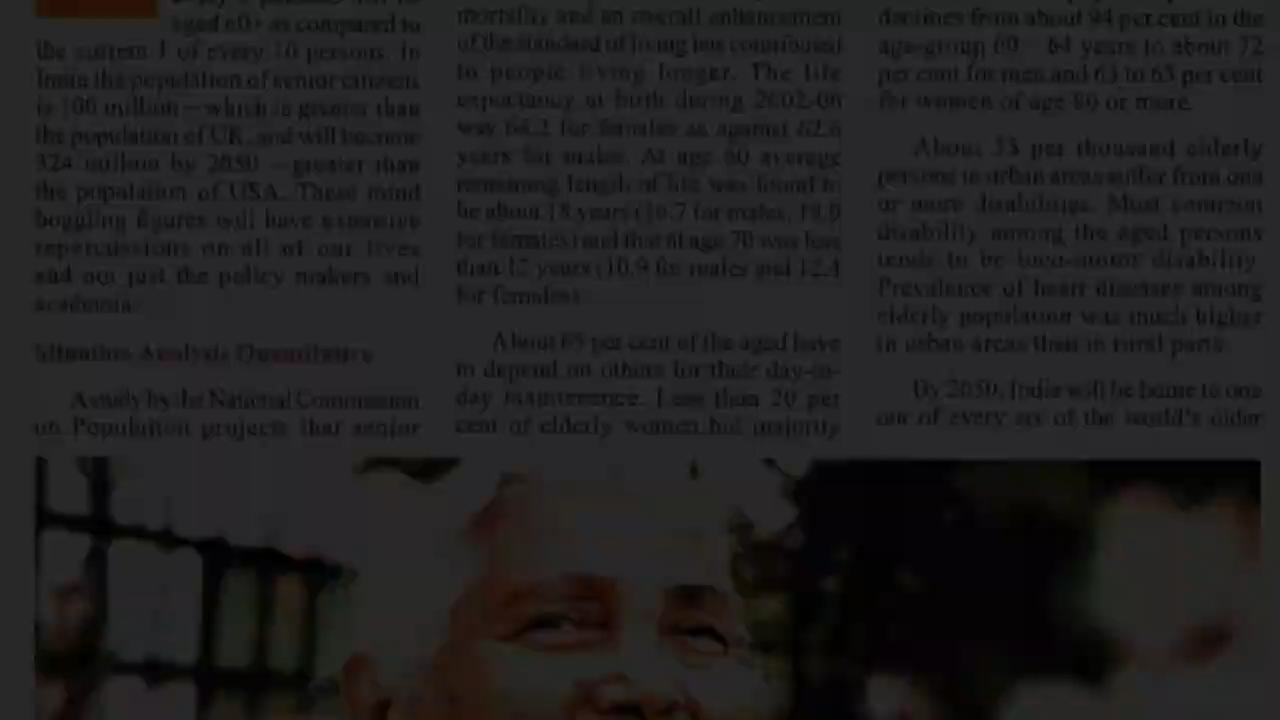 aged 60+ as compared to
the current 1 of every 10 persons. In
India the population of senior citizens
is 100 million – which is greater than
the population of UK, and will become
324 million by 2050 – greater than
the population of USA. These mind
boggling figures will have extensive
repercussions on all of our lives
and not just the policy makers and
academia.
Situation Analysis Quantitative
A study by the National Commission
on Population projects that senior
mortality and an overall enhancement
of the standard of living has contributed
to people living longer. The life
expectancy at birth during 2002-06
was 64.2 for females as against 62.6
years for males. At age 60 average
remaining length of life was found to
be about 18 years (16.7 for males, 18.9
for females) and that at age 70 was less
than 12 years (10.9 for males and 12.4
for females).
About 65 per cent of the aged have
to depend on others for their day-to-
day maintenance. Less than 20 per
cent of elderly women but majority
declines from about 94 per cent in the
age-group 60 – 64 years to about 72
per cent for men and 63 to 65 per cent
for women of age 80 or more.
About 53 per thousand elderly
persons in urban areas suffer from one
or more disabilities. Most common
disability among the aged persons
tends to be loco-motor disability.
Prevalence of heart diseases among
elderly population was much higher
in urban areas than in rural parts.
By 2050, India will be home to one
out of every six of the world's older